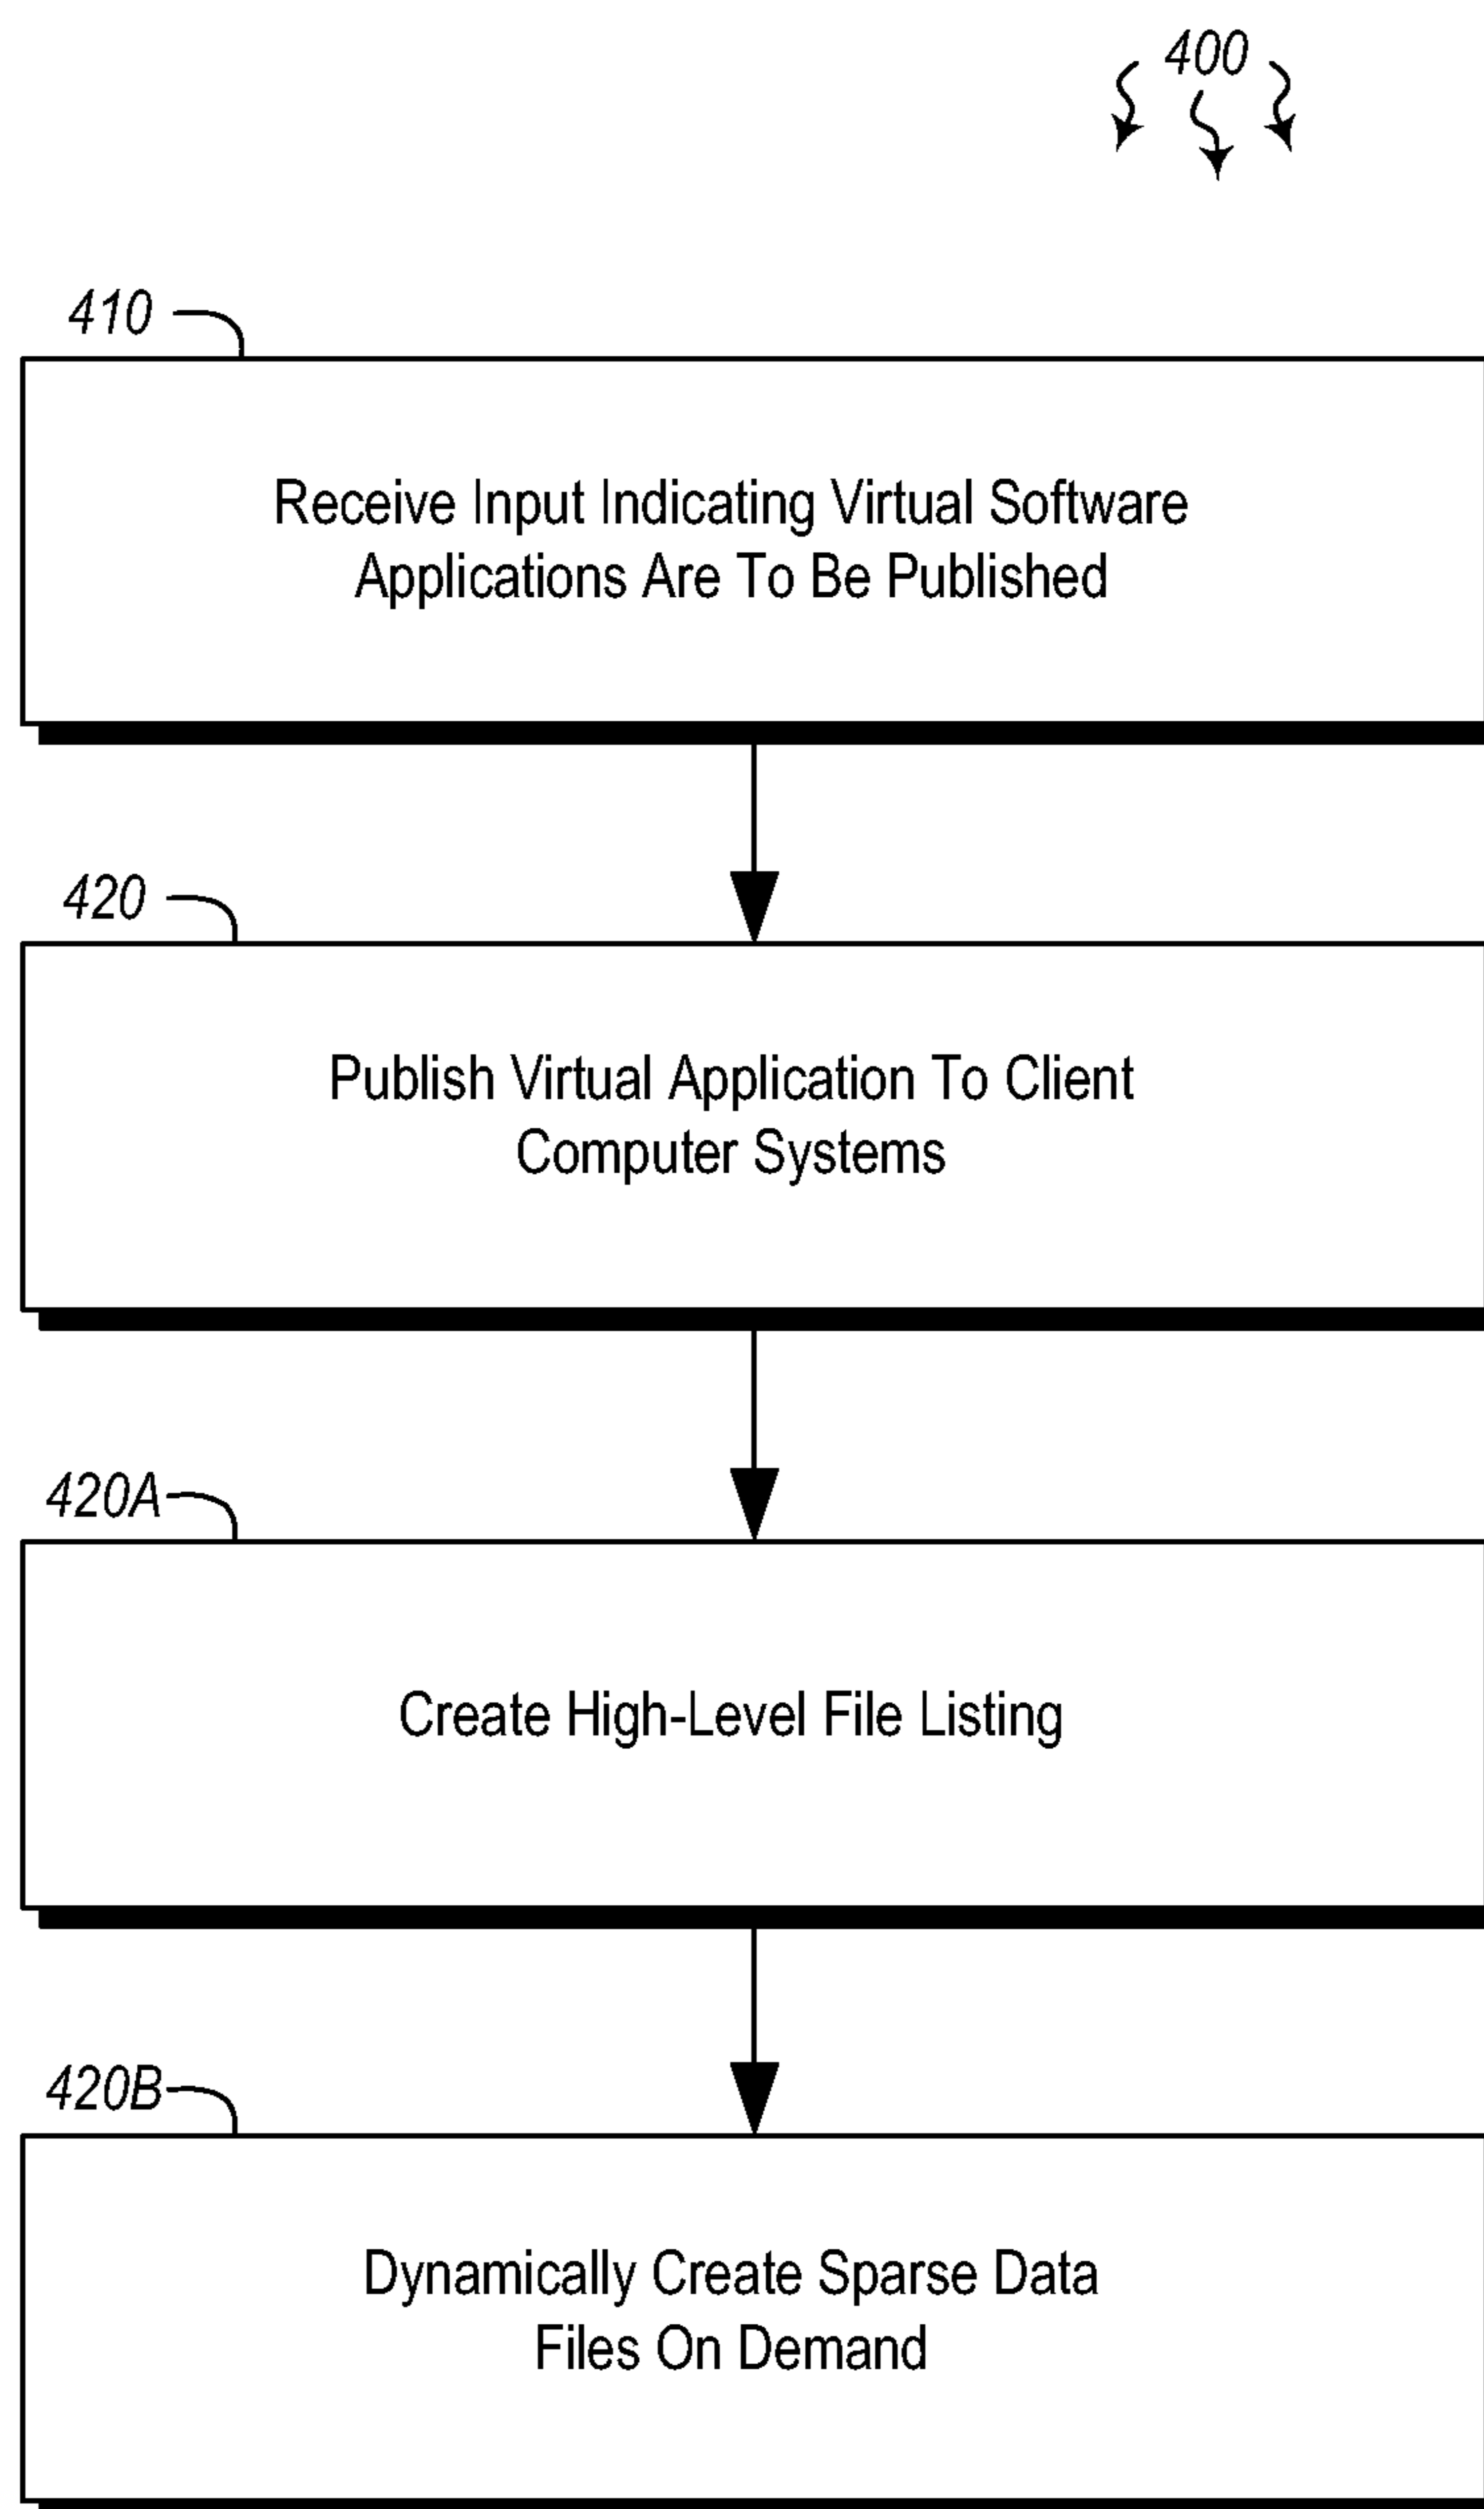 400
410
Receive Input Indicating Virtual Software
Applications Are To Be Published
420
Publish Virtual Application To Client
Computer Systems
420A
Create High-Level File Listing
420B
Dynamically Create Sparse Data
Files On Demand